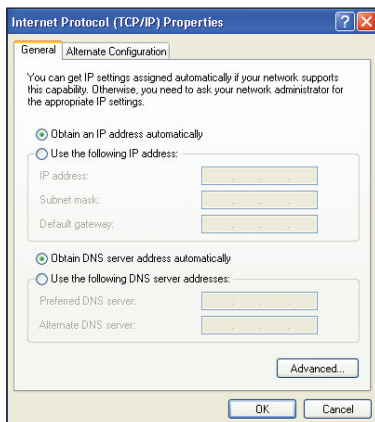 Internet Protocol (TCP/IP) Properties
General
Alternate Configuration
You can get IP settings assigned automatically if your network supports
this capability. Otherwise, you need to ask your network administrator for
the appropriate IP settings.
Obtain an IP address automatically
Use the following IP address:
IP address:
Subnet mask:
Default gateway:
Obtain DNS server address automatically
Use the following DNS server addresses:
Preferred DNS server:
Alternate DNS server:
Advanced...
OK
Cancel